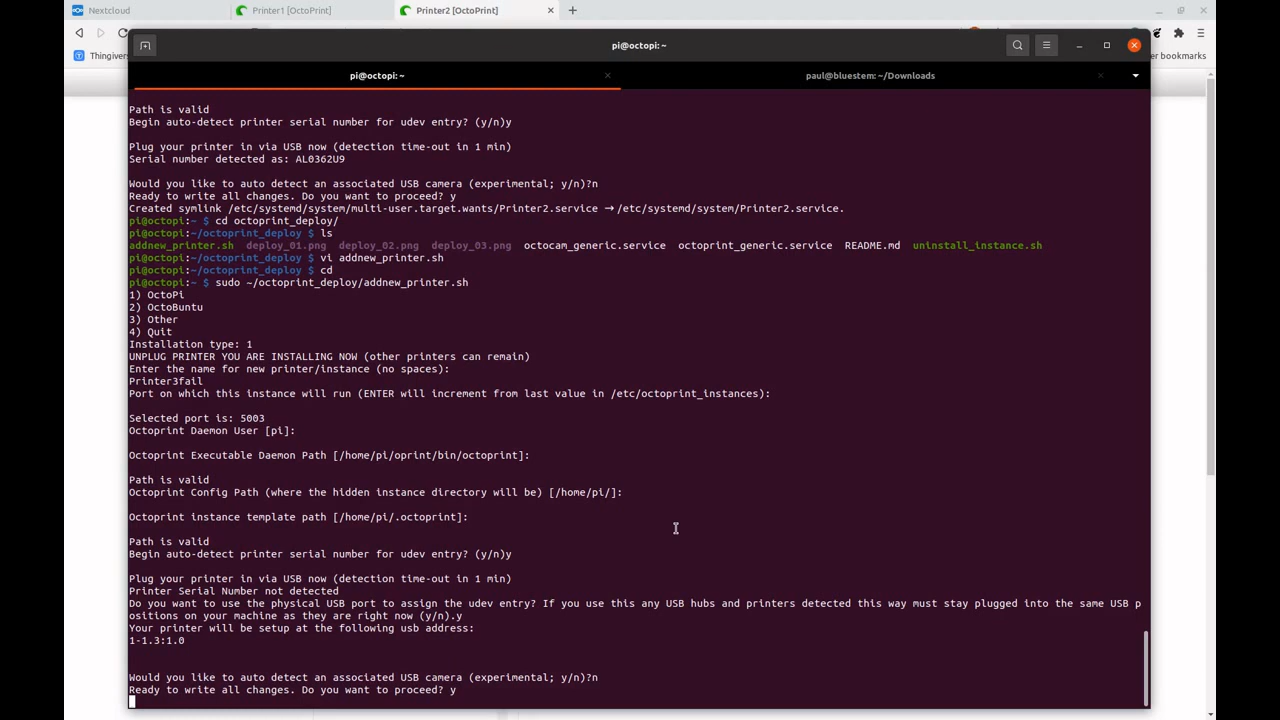 Nextcloud
Printer1 [OctoPrint]
Printer2 [OctoPrint]
Thingivers
er bookmarks
pi@octopi: ~
pi@octopi: ~
paul@bluestem: ~/Downloads
Path is valid
Begin auto-detect printer serial number for udev entry? (y/n)y
Plug your printer in via USB now (detection time-out in 1 min)
Serial number detected as: AL0362U9
Would you like to auto detect an associated USB camera (experimental; y/n)?n
Ready to write all changes. Do you want to proceed? y
Created symlink /etc/systemd/system/multi-user.target.wants/Printer2.service → /etc/systemd/system/Printer2.service.
pi@octopi:~ $ cd octoprint_deploy/
pi@octopi:~/octoprint_deploy $ ls
addnew_printer.sh deploy_01.png deploy_02.png deploy_03.png octocam_generic.service octoprint_generic.service README.md uninstall_instance.sh
pi@octopi:~/octoprint_deploy $ vi addnew_printer.sh
pi@octopi:~/octoprint_deploy $ cd
pi@octopi:~ $ sudo ~/octoprint_deploy/addnew_printer.sh
1) OctoPi
2) OctoBuntu
3) Other
4) Quit
Installation type: 1
UNPLUG PRINTER YOU ARE INSTALLING NOW (other printers can remain)
Enter the name for new printer/instance (no spaces):
Printer3fail
Port on which this instance will run (ENTER will increment from last value in /etc/octoprint_instances):
Selected port is: 5003
Octoprint Daemon User [pi]:
Octoprint Executable Daemon Path [/home/pi/oprint/bin/octoprint]:
Path is valid
Octoprint Config Path (where the hidden instance directory will be) [/home/pi/]:
Octoprint instance template path [/home/pi/.octoprint]:
Path is valid
Begin auto-detect printer serial number for udev entry? (y/n)y
Plug your printer in via USB now (detection time-out in 1 min)
Printer Serial Number not detected
Do you want to use the physical USB port to assign the udev entry? If you use this any USB hubs and printers detected this way must stay plugged into the same USB p
ositions on your machine as they are right now (y/n).y
Your printer will be setup at the following usb address:
1-1.3:1.0
Would you like to auto detect an associated USB camera (experimental; y/n)?n
Ready to write all changes. Do you want to proceed? y